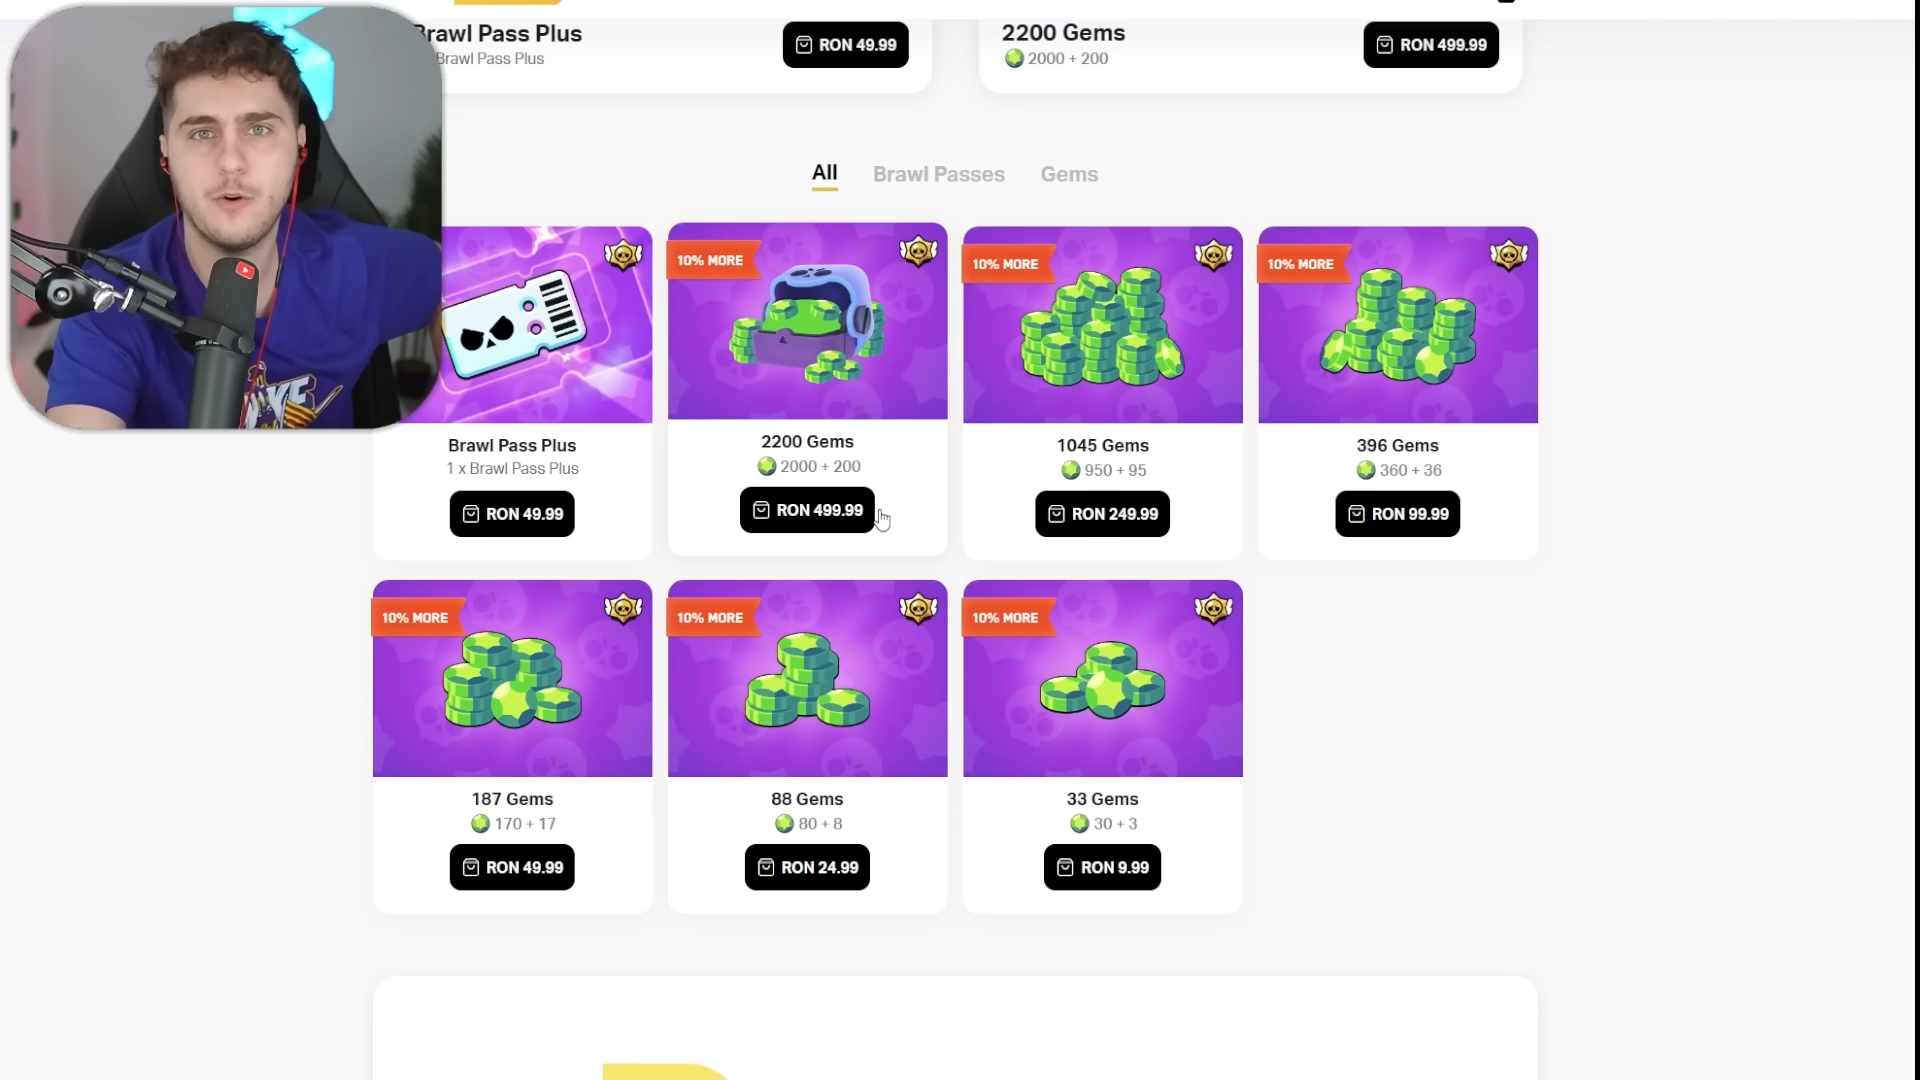 Brawl Pass Plus
Brawl Pass Plus
RON 49.99
2200 Gems
2000 + 200
RON 499.99
All
Brawl Passes
Gems
Brawl Pass Plus
1 x Brawl Pass Plus
RON 49.99
10% MORE
2200 Gems
2000 + 200
RON 499.99
10% MORE
1045 Gems
950 + 95
RON 249.99
10% MORE
396 Gems
360 + 36
RON 99.99
10% MORE
187 Gems
170 + 17
RON 49.99
10% MORE
88 Gems
80 + 8
RON 24.99
10% MORE
33 Gems
30 + 3
RON 9.99